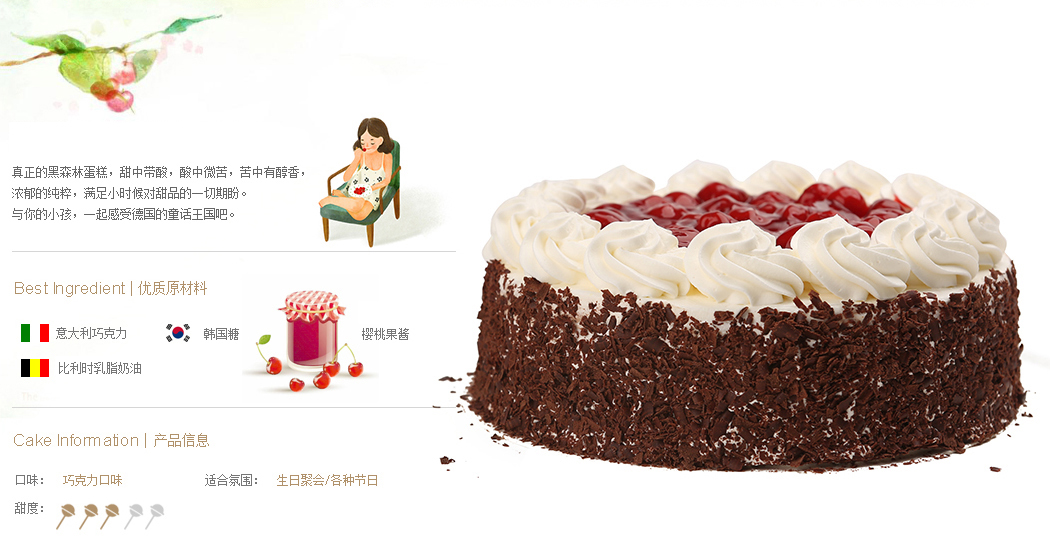 真正的黑森林蛋糕，甜中带酸，酸中微苦，苦中有醇香，
浓郁的纯粹，满足小时候对甜品的一切期盼。
与你的小孩，一起感受德国的童话王国吧。
Best Ingredient | 优质原材料
意大利巧克力 韩国糖 樱桃果酱
比利时乳脂奶油
Cake Information | 产品信息
口味： 巧克力口味 适合氛围： 生日聚会/各种节日
甜度：